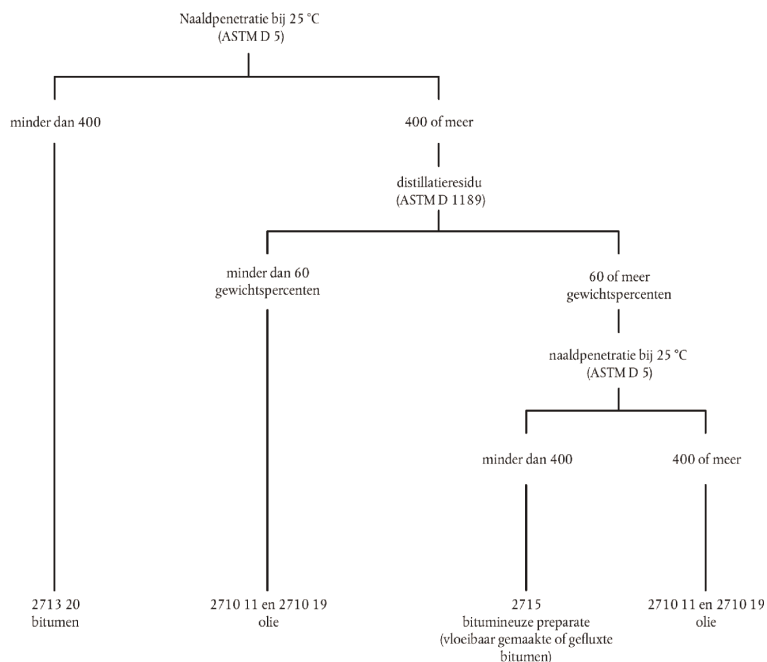 Naaldpenetratie bij 25 °C
(ASTM D 5)
minder dan 400
400 of meer
distillatieresidu
(ASTM D 1189)
minder dan 60
gewichtspercenten
60 of meer
gewichtspercenten
naaldpenetratie bij 25 °C
(ASTM D 5)
minder dan 400
400 of meer
2713 20
bitumen
2710 11 en 2710 19
olie
2715
bitumineuze preparate
(vloeibaar gemaakte of gefluxte
bitumen)
2710 11 en 2710 19
olie